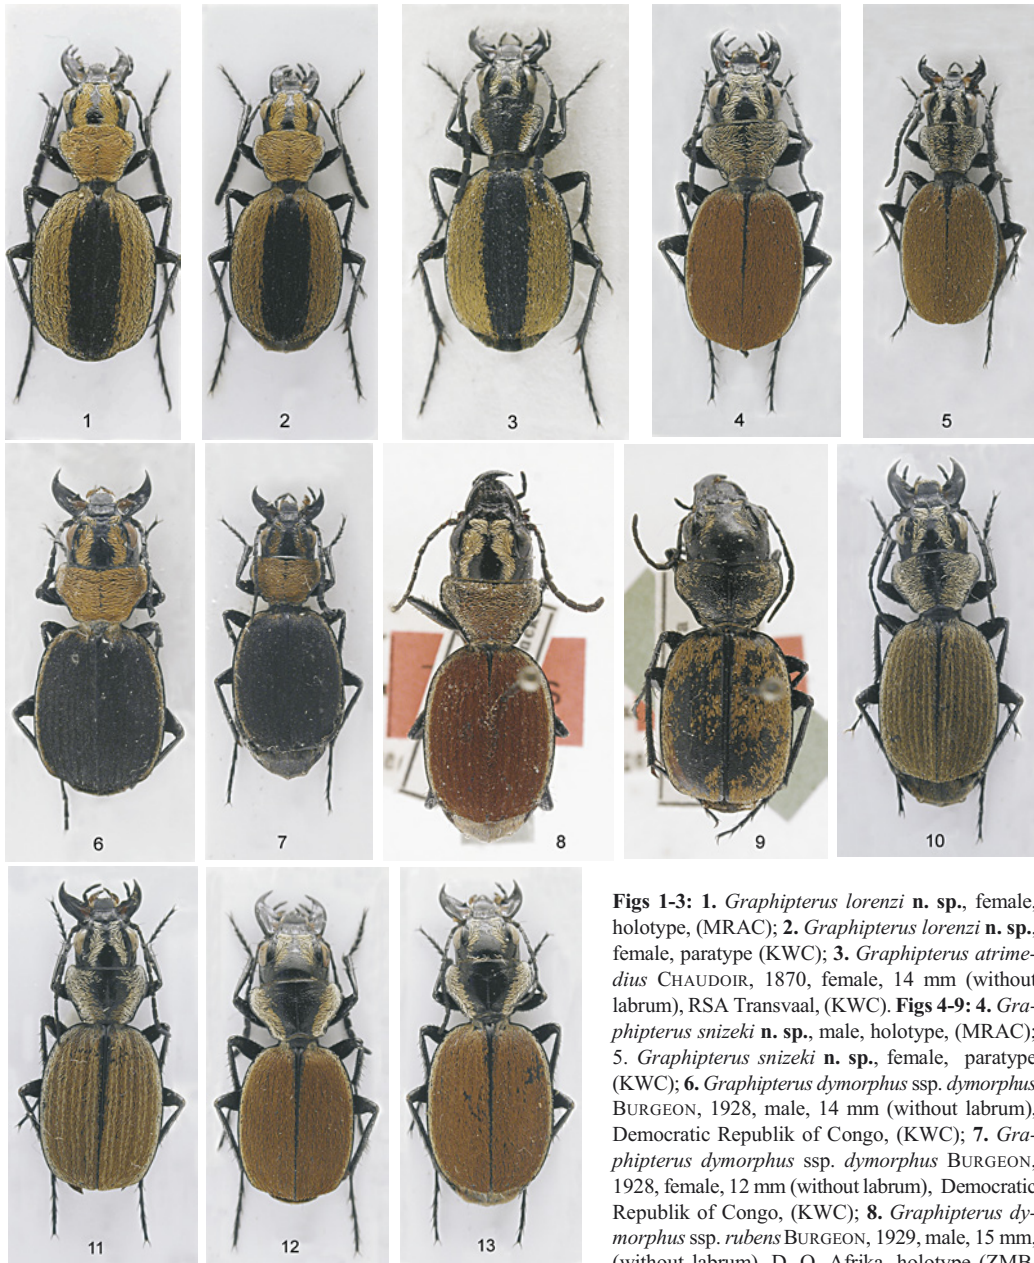 1
2
3
4
5
6
7
8
9
10
11
12
13
Figs 1-3: 1. Graphipterus lorenzi n. sp., female,
holotype, (MRAC); 2. Graphipterus lorenzi n. sp.,
female, paratype (KWC); 3. Graphipterus atrime-
dius CHAUDOIR, 1870, female, 14 mm (without
labrum), RSA Transvaal, (KWC). Figs 4-9: 4. Gra-
phipterus snizeki n. sp., male, holotype, (MRAC);
5. Graphipterus snizeki n. sp., female, paratype
(KWC); 6. Graphipterus dymorphus ssp. dymorphus
BURGEON, 1928, male, 14 mm (without labrum),
Democratic Republik of Congo, (KWC); 7. Gra-
phipterus dymorphus ssp. dymorphus BURGEON,
1928, female, 12 mm (without labrum), Democratic
Republik of Congo, (KWC); 8. Graphipterus dy-
morphus ssp. rubens BURGEON, 1929, male, 15 mm,
(without labrum), D. O. Afrika, holotype (ZMB,